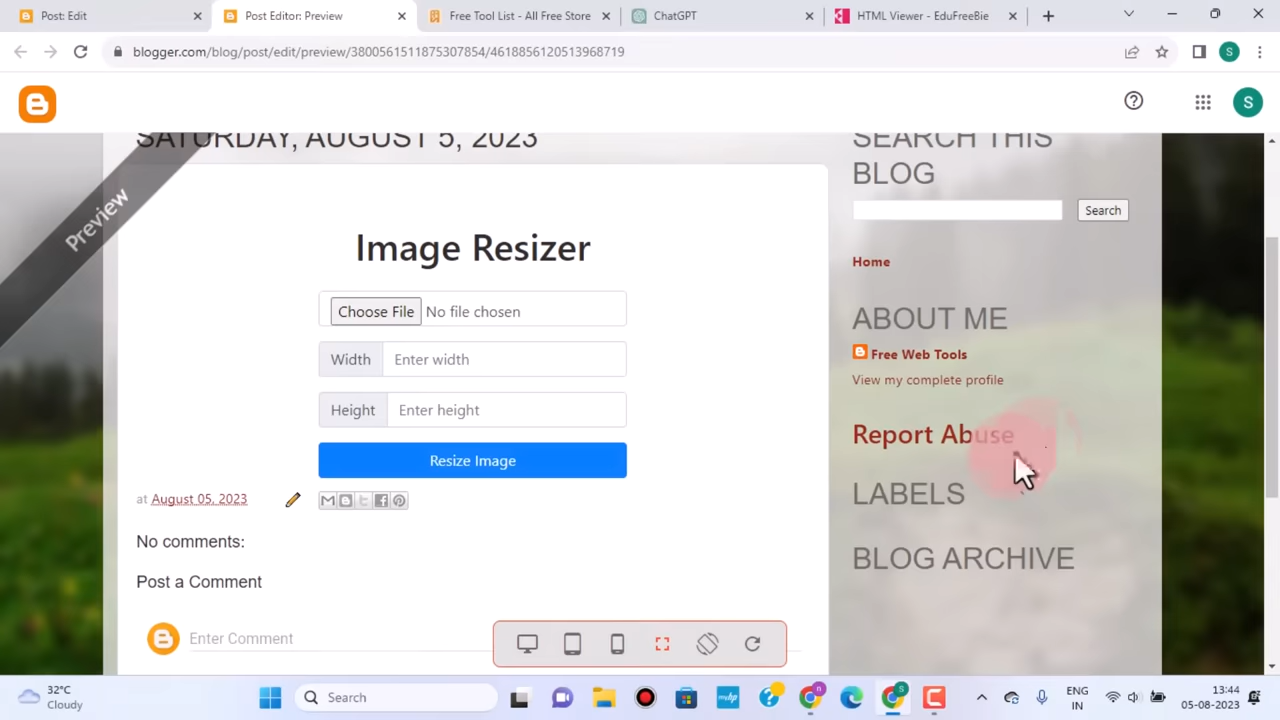 Post: Edit
Post Editor: Preview
Free Tool List - All Free Store
ChatGPT
HTML Viewer - EduFreeBie
blogger.com/blog/post/edit/preview/3800561511875307854/4618856120513968719
S
S
Preview
SATURDAY, AUGUST 5, 2023
Image Resizer
Choose File No file chosen
Width Enter width
Height Enter height
Resize Image
at August 05, 2023
No comments:
Post a Comment
Enter Comment
SEARCH THIS
BLOG
Search
Home
ABOUT ME
Free Web Tools
View my complete profile
Report Abuse
LABELS
BLOG ARCHIVE
32°C
Cloudy
Search
ENG
IN
13:44
05-08-2023